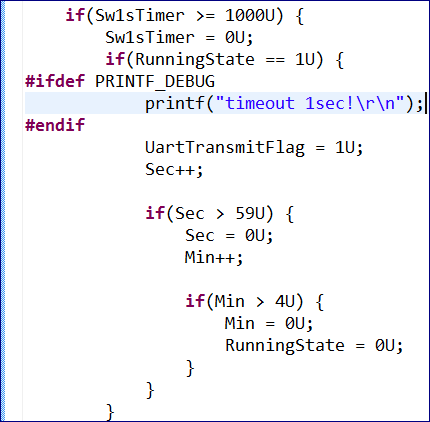 if(Sw1sTimer >= 1000U) {
Sw1sTimer = 0U;
if(RunningState == 1U) {
#ifdef PRINTF_DEBUG
printf("timeout 1sec!\r\n");
#endif
UartTransmitFlag = 1U;
Sec++;
if(Sec > 59U) {
Sec = 0U;
Min++;
if(Min > 4U) {
Min = 0U;
RunningState = 0U;
}
}
}